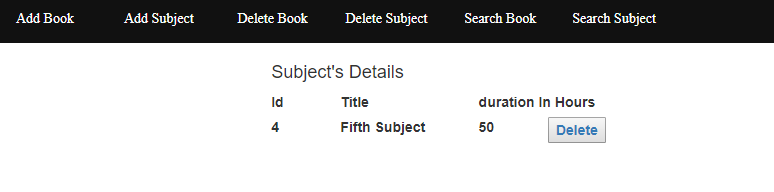 Add Book Add Subject Delete Book Delete Subject Search Book Search Subject
Subject's Details
Id Title duration In Hours
4 Fifth Subject 50 Delete